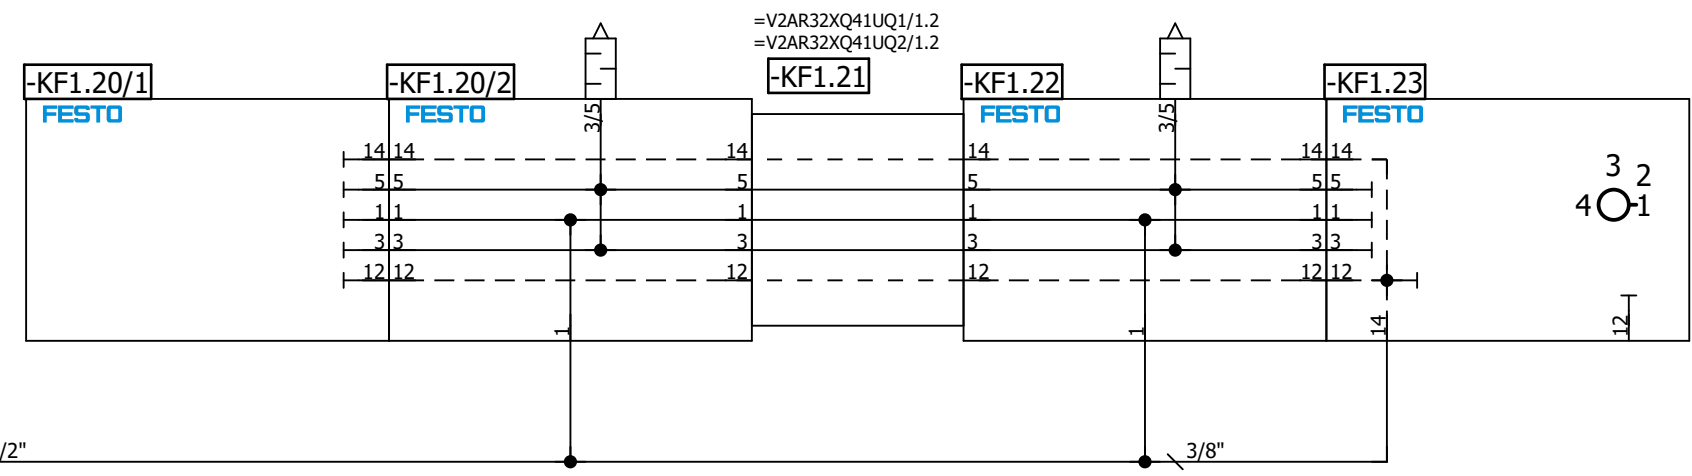 =V2AR32XQ41UQ1/1.2
=V2AR32XQ41UQ2/1.2
-KF1.20/1 -KF1.20/2 -KF1.21 -KF1.22 -KF1.23
FESTO FESTO FESTO FESTO
3/5 3/5
14 14 14 14 14 14
5 5 5 5 5 5
1 1 1 1 1 1
3 3 3 3 3 3
12 12 12 12 12 12
3
2
4 1
1 1 14 12
/2" 3/8"